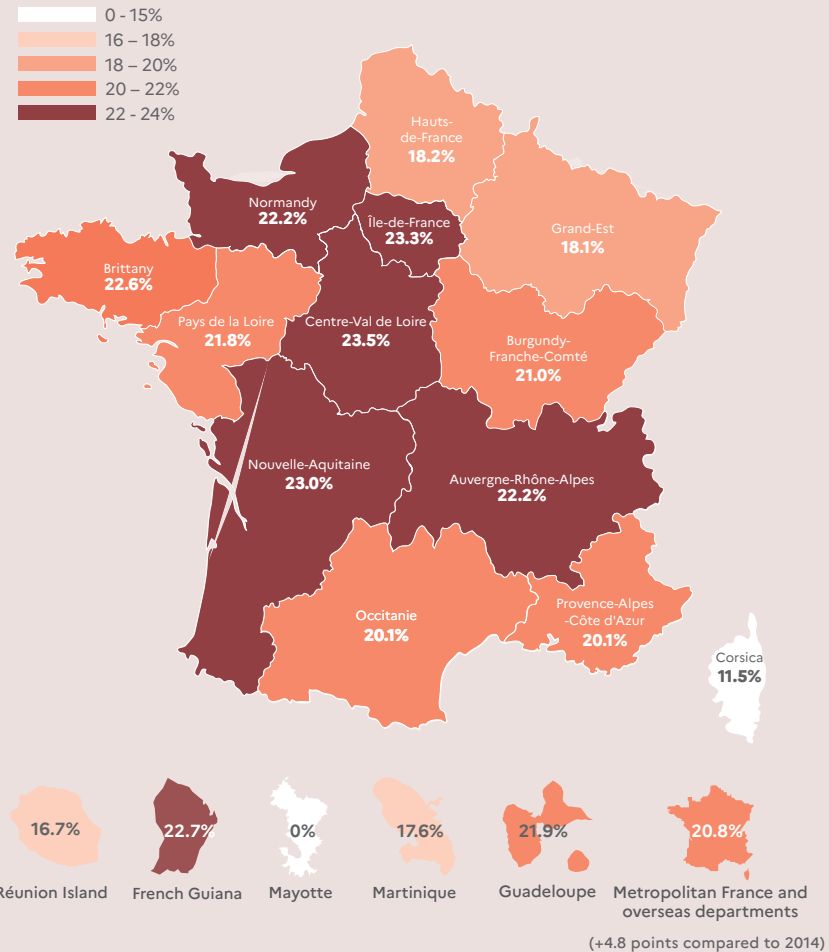 0 - 15%
16 – 18%
18 – 20%
20 – 22%
22 - 24%
Hauts-
de-France
18.2%
Normandy
22.2%
Île-de-France
23.3%
Grand-Est
18.1%
Brittany
22.6%
Pays de la Loire
21.8%
Centre-Val de Loire
23.5%
Burgundy-
Franche-Comté
21.0%
Nouvelle-Aquitaine
23.0%
Auvergne-Rhône-Alpes
22.2%
Occitanie
20.1%
Provence-Alpes
-Côte d'Azur
20.1%
Corsica
11.5%
16.7%
Réunion Island
22.7%
French Guiana
0%
Mayotte
17.6%
Martinique
21.9%
Guadeloupe
20.8%
Metropolitan France and
overseas departments
(+4.8 points compared to 2014)